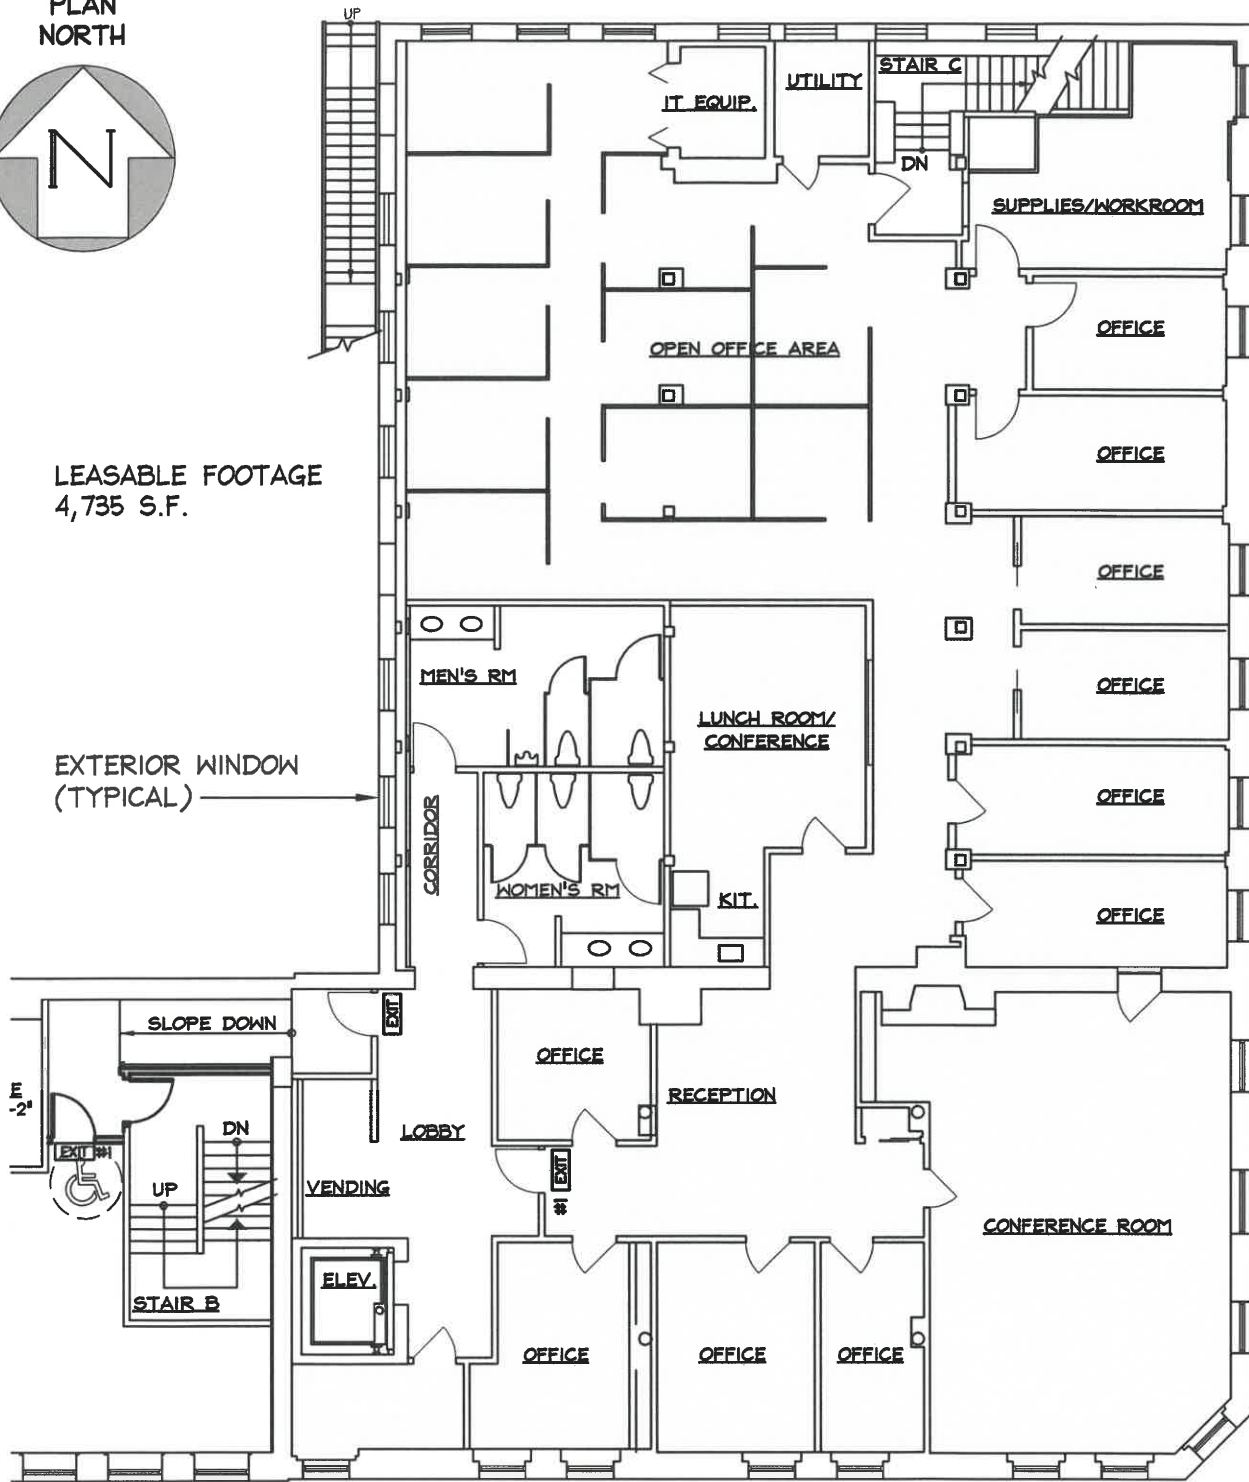 PLAN
NORTH
N
UP
STAIR C
UTILITY
IT EQUIP.
DN
SUPPLIES/WORKROOM
OFFICE
OPEN OFFICE AREA
OFFICE
LEASABLE FOOTAGE
4,735 S.F.
OFFICE
MEN'S RM
OFFICE
LUNCH ROOM/
CONFERENCE
EXTERIOR WINDOW
(TYPICAL)
OFFICE
CORRIDOR
WOMEN'S RM
KIT.
OFFICE
SLOPE DOWN
EXIT
OFFICE
RECEPTION
E
-2"
DN
LOBBY
EXIT #1
UP
VENDING
EXIT
#1
CONFERENCE ROOM
ELEV.
STAIR B
OFFICE
OFFICE
OFFICE